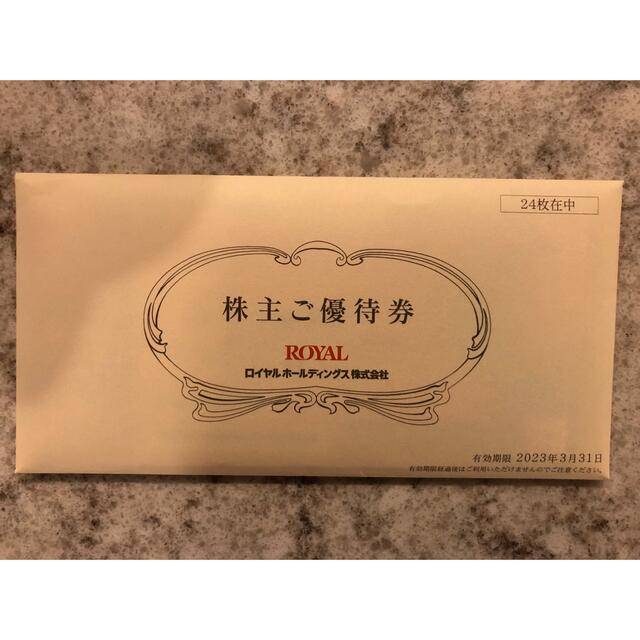 24枚在中
株主ご優待券
ROYAL
ロイヤル ホールディングス 株式会社
有効期限 2023年3月31日
有効期限経過後はご利用いただけませんのでご注意ください。